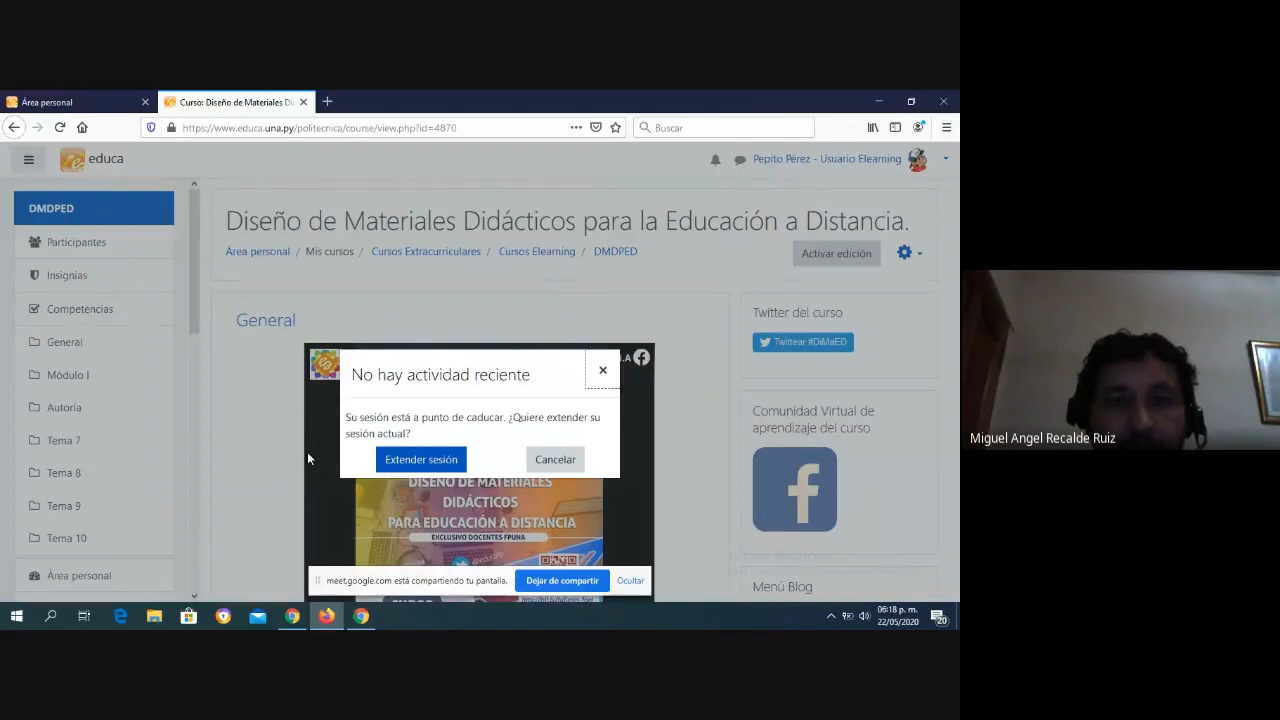 Área personal
Curso: Diseño de Materiales Di
https://www.educa.una.py/politecnica/course/view.php?id=4870
Buscar
educa
Pepito Pérez - Usuario Elearning
DMDPED
Participantes
Insignias
Competencias
General
Módulo I
Autoría
Tema 7
Tema 8
Tema 9
Tema 10
Área personal
Diseño de Materiales Didácticos para la Educación a Distancia.
Área personal / Mis cursos / Cursos Extracurriculares / Cursos Elearning / DMDPED
Activar edición
General
No hay actividad reciente
Su sesión está a punto de caducar. ¿Quiere extender su
sesión actual?
Extender sesión
Cancelar
DISEÑO DE MATERIALES
DIDÁCTICOS
PARA EDUCACIÓN A DISTANCIA
EXCLUSIVO DOCENTES FPUNA
meet.google.com está compartiendo tu pantalla.
Dejar de compartir
Ocultar
Twitter del curso
Twittear #DiMaED
Comunidad Virtual de
aprendizaje del curso
Menú Blog
06:18 p. m.
22/05/2020
20
Miguel Angel Recalde Ruiz